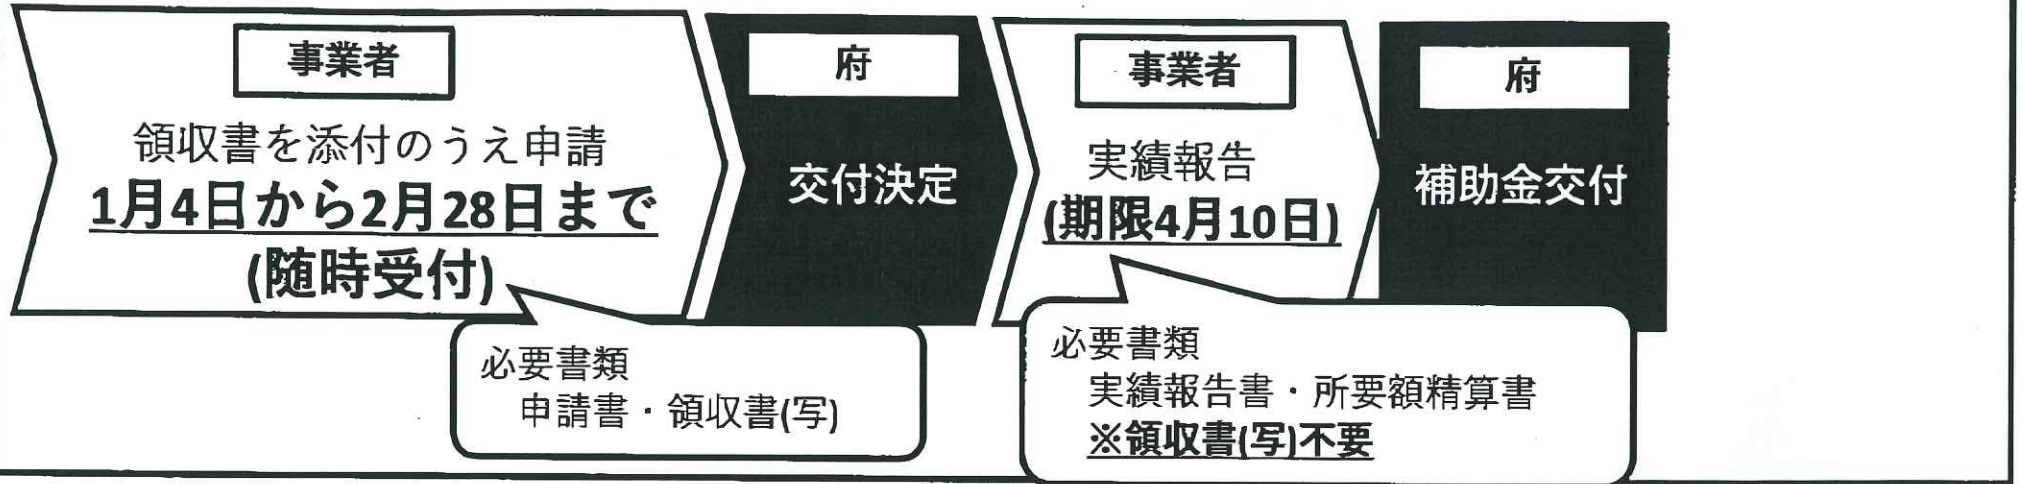 事業者
領収書を添付のうえ申請
1月4日から2月28日まで
(随時受付)
必要書類
申請書・領収書(写)
府
交付決定
事業者
実績報告
(期限4月10日)
必要書類
実績報告書・所要額精算書
※領収書(写)不要
府
補助金交付